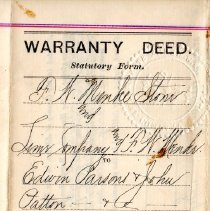 WARRANTY DEED.
Statutory Form.
F. W. Menke Stone
and
Lime Company & F. W. Menke
TO
Edwin Parsons & John
Patton